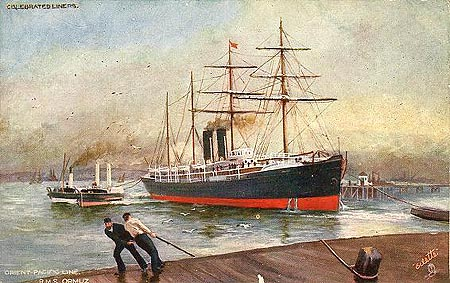 CELEBRATED LINERS.
ORIENT-PACIFIC LINE.
R.M.S. ORMUZ